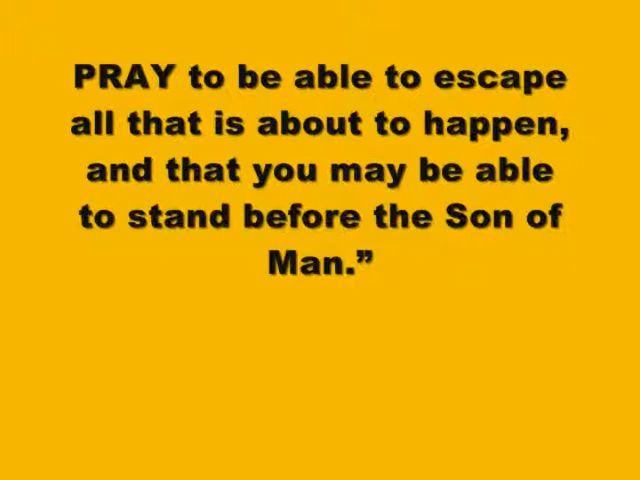 PRAY to be able to escape
all that is about to happen,
and that you may be able
to stand before the Son of
Man.”